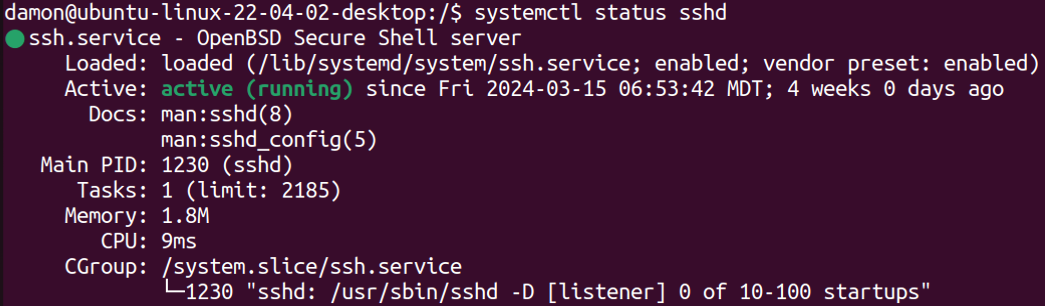 damon@ubuntu-linux-22-04-02-desktop:/$ systemctl status sshd
ssh.service - OpenBSD Secure Shell server
Loaded: loaded (/lib/systemd/system/ssh.service; enabled; vendor preset: enabled)
Active: active (running) since Fri 2024-03-15 06:53:42 MDT; 4 weeks 0 days ago
Docs: man:sshd(8)
man:sshd_config(5)
Main PID: 1230 (sshd)
Tasks: 1 (limit: 2185)
Memory: 1.8M
CPU: 9ms
CGroup: /system.slice/ssh.service
└─1230 "sshd: /usr/sbin/sshd -D [listener] 0 of 10-100 startups"